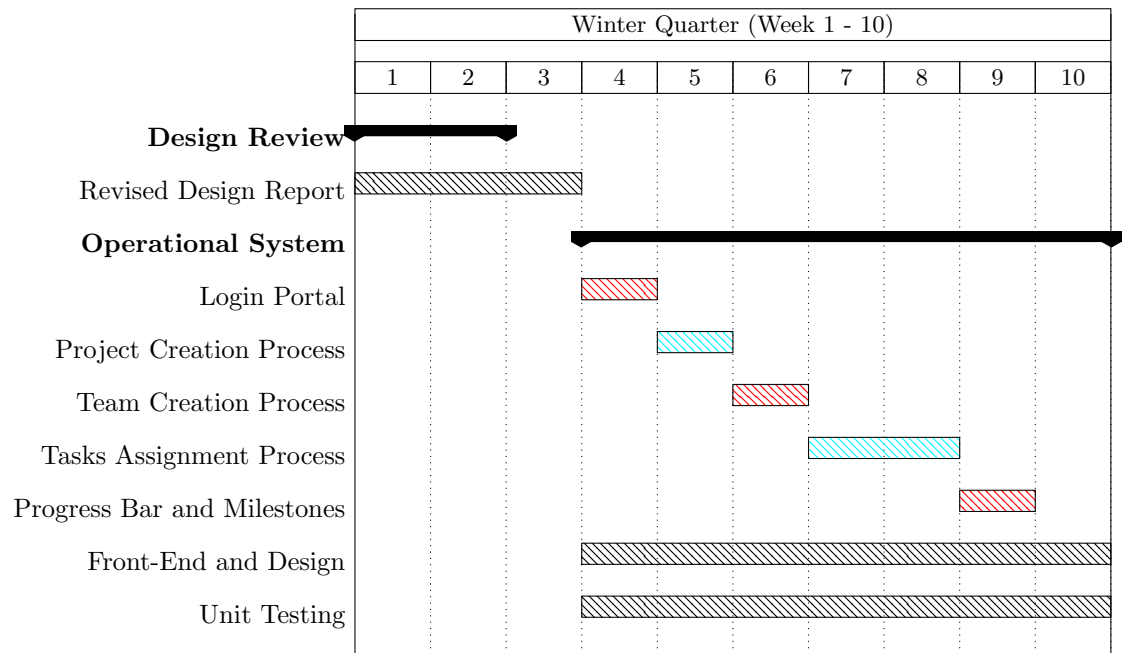 Winter Quarter (Week 1 - 10)
1 2 3 4 5 6 7 8 9 10
Design Review
Revised Design Report
Operational System
Login Portal
Project Creation Process
Team Creation Process
Tasks Assignment Process
Progress Bar and Milestones
Front-End and Design
Unit Testing